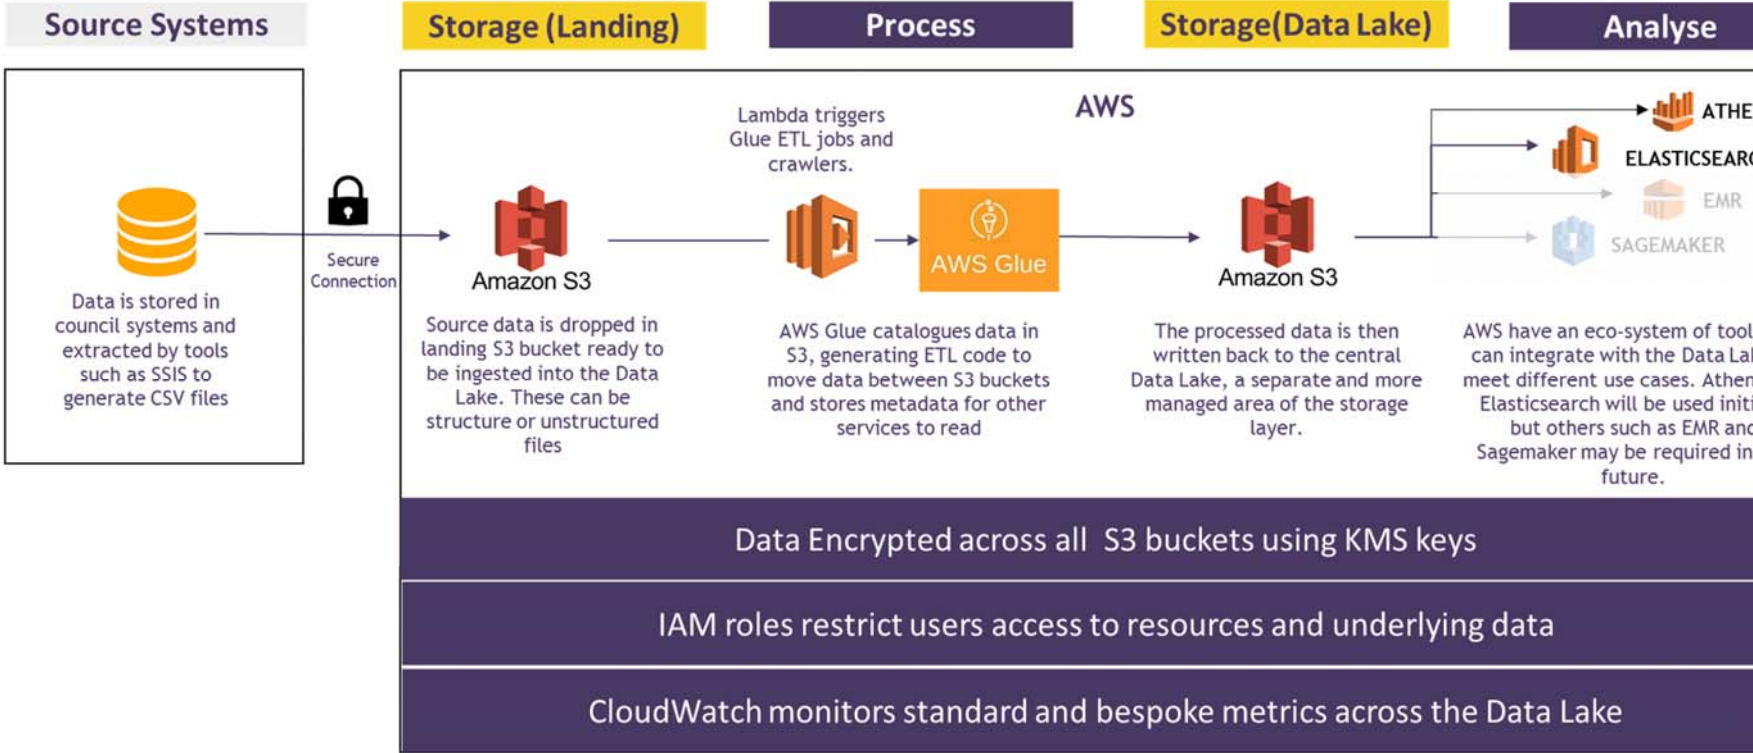 Source Systems
Storage (Landing)
Process
Storage(Data Lake)
Analyse
Data is stored in
council systems and
extracted by tools
such as SSIS to
generate CSV files
Secure
Connection
AWS
Amazon S3
Source data is dropped in
landing S3 bucket ready to
be ingested into the Data
Lake. These can be
structure or unstructured
files
Lambda triggers
Glue ETL jobs and
crawlers.
AWS Glue
AWS Glue catalogues data in
S3, generating ETL code to
move data between S3 buckets
and stores metadata for other
services to read
Amazon S3
The processed data is then
written back to the central
Data Lake, a separate and more
managed area of the storage
layer.
ATHE
ELASTICSEARC
EMR
SAGEMAKER
AWS have an eco-system of tool
can integrate with the Data Lak
meet different use cases. Athen
Elasticsearch will be used initi
but others such as EMR and
Sagemaker may be required in
future.
Data Encrypted across all S3 buckets using KMS keys
IAM roles restrict users access to resources and underlying data
CloudWatch monitors standard and bespoke metrics across the Data Lake